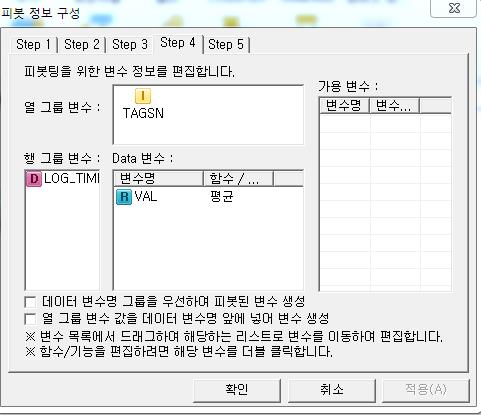 피봇 정보 구성
Step 1 Step 2 Step 3 Step 4 Step 5
피봇팅을 위한 변수 정보를 편집합니다.
가용 변수 :
변수명 변수...
열 그룹 변수 :
I
TAGSN
행 그룹 변수 : Data 변수 :
변수명 함수 / ...
D LOG_TIMI
R VAL 평균
데이터 변수명 그룹을 우선하여 피봇된 변수 생성
열 그룹 변수 값을 데이터 변수명 앞에 넣어 변수 생성
※ 변수 목록에서 드래그하여 해당하는 리스트로 변수를 이동하여 편집합니다.
※ 함수/기능을 편집하려면 해당 변수를 더블 클릭합니다.
확인 취소 적용(A)